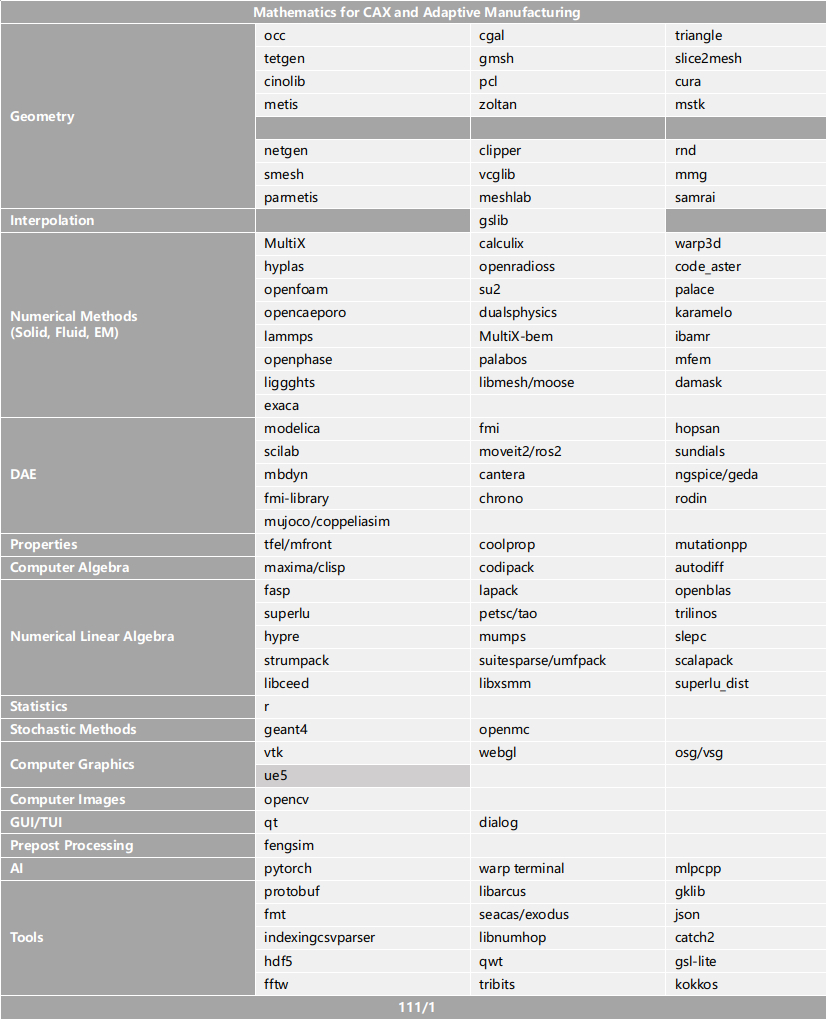 Mathematics for CAX and Adaptive Manufacturing
Geometry
occ cgal triangle
tetgen gmsh slice2mesh
cinolib pcl cura
metis zoltan mstk
netgen clipper rnd
smesh vcglib mmg
parmetis meshlab samrai
Interpolation gslib
Numerical Methods
(Solid, Fluid, EM)
MultiX calculix warp3d
hyplas openradioss code_aster
openfoam su2 palace
opencaeporo dualsphysics karamelo
lammps MultiX-bem ibamr
openphase palabos mfem
liggghts libmesh/moose damask
exaca
DAE
modelica fmi hopsan
scilab moveit2/ros2 sundials
mbdyn cantera ngspice/geda
fmi-library chrono rodin
mujoco/coppeliasim
Properties tfel/mfront coolprop mutationpp
Computer Algebra maxima/clisp codipack autodiff
Numerical Linear Algebra
fasp lapack openblas
superlu petsc/tao trilinos
hypre mumps slepc
strumpack suitesparse/umfpack scalapack
libceed libxsmm superlu_dist
Statistics r
Stochastic Methods geant4 openmc
Computer Graphics
vtk webgl osg/vsg
ue5
Computer Images opencv
GUI/TUI qt dialog
Prepost Processing fengsim
AI pytorch warp terminal mlpcpp
Tools
protobuf libarcus gklib
fmt seacas/exodus json
indexingcsvparser libnumhop catch2
hdf5 qwt gsl-lite
fftw tribits kokkos
111/1